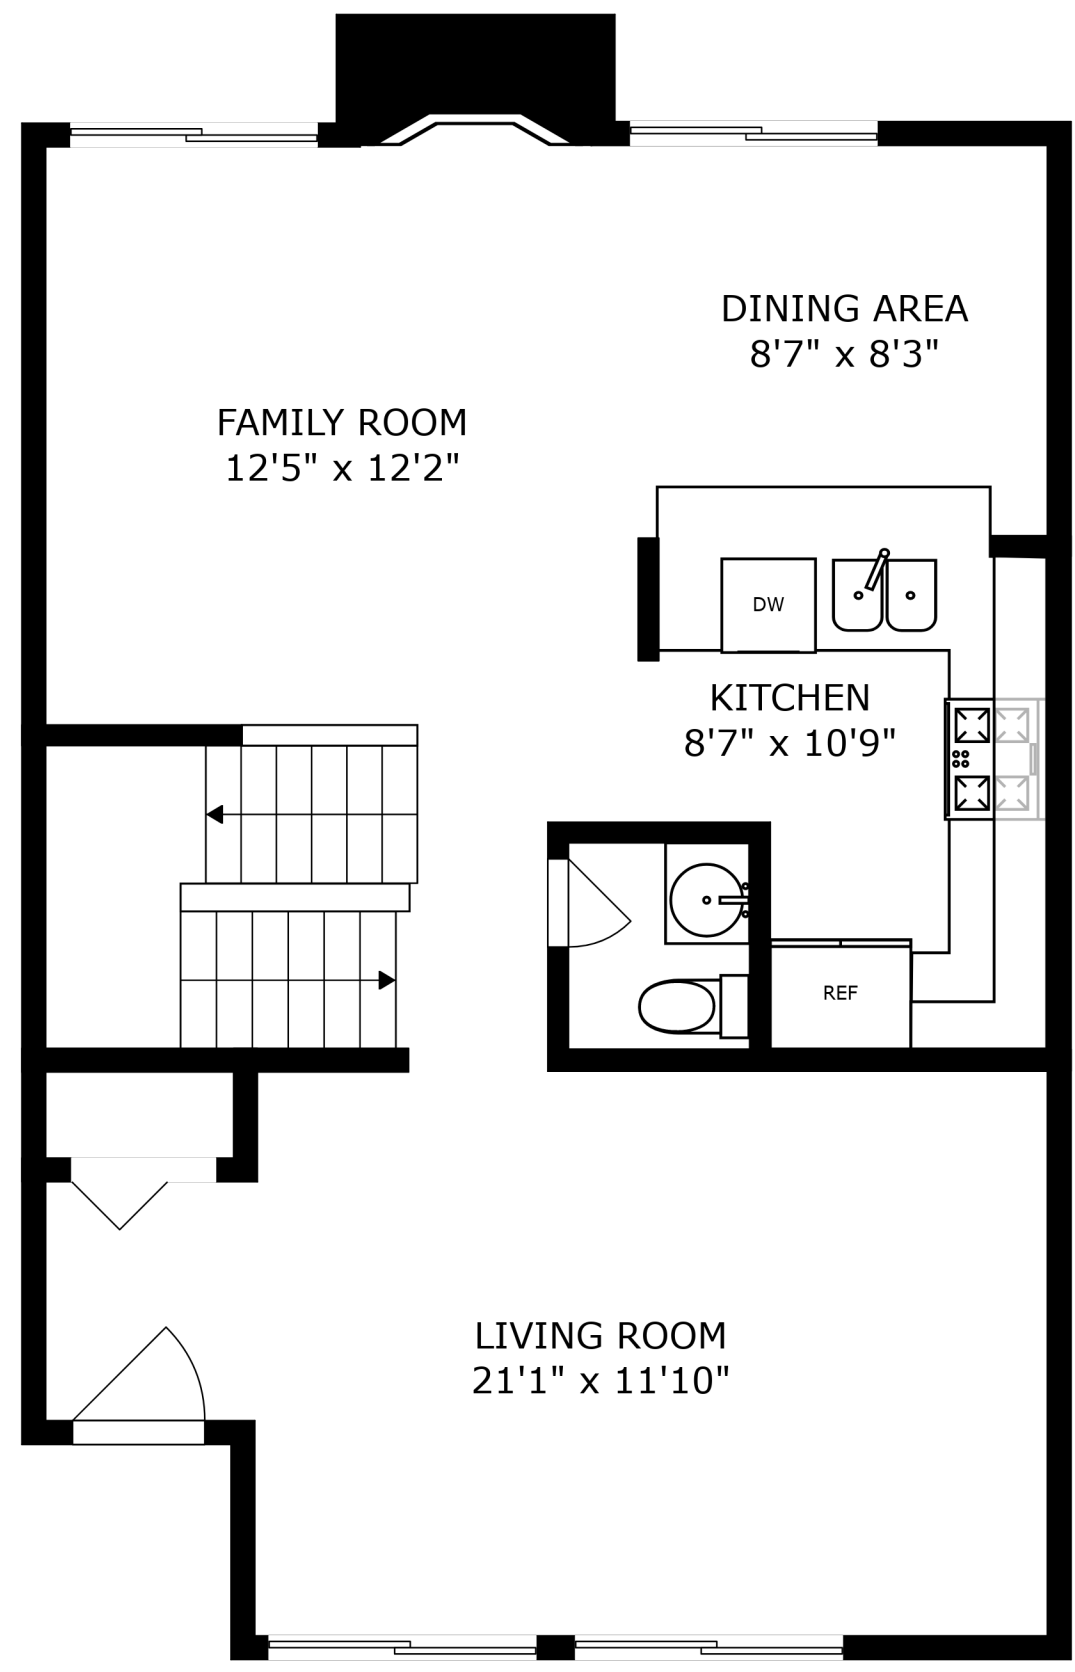 DINING AREA
8'7" x 8'3"
FAMILY ROOM
12'5" x 12'2"
DW
KITCHEN
8'7" x 10'9"
REF
LIVING ROOM
21'1" x 11'10"